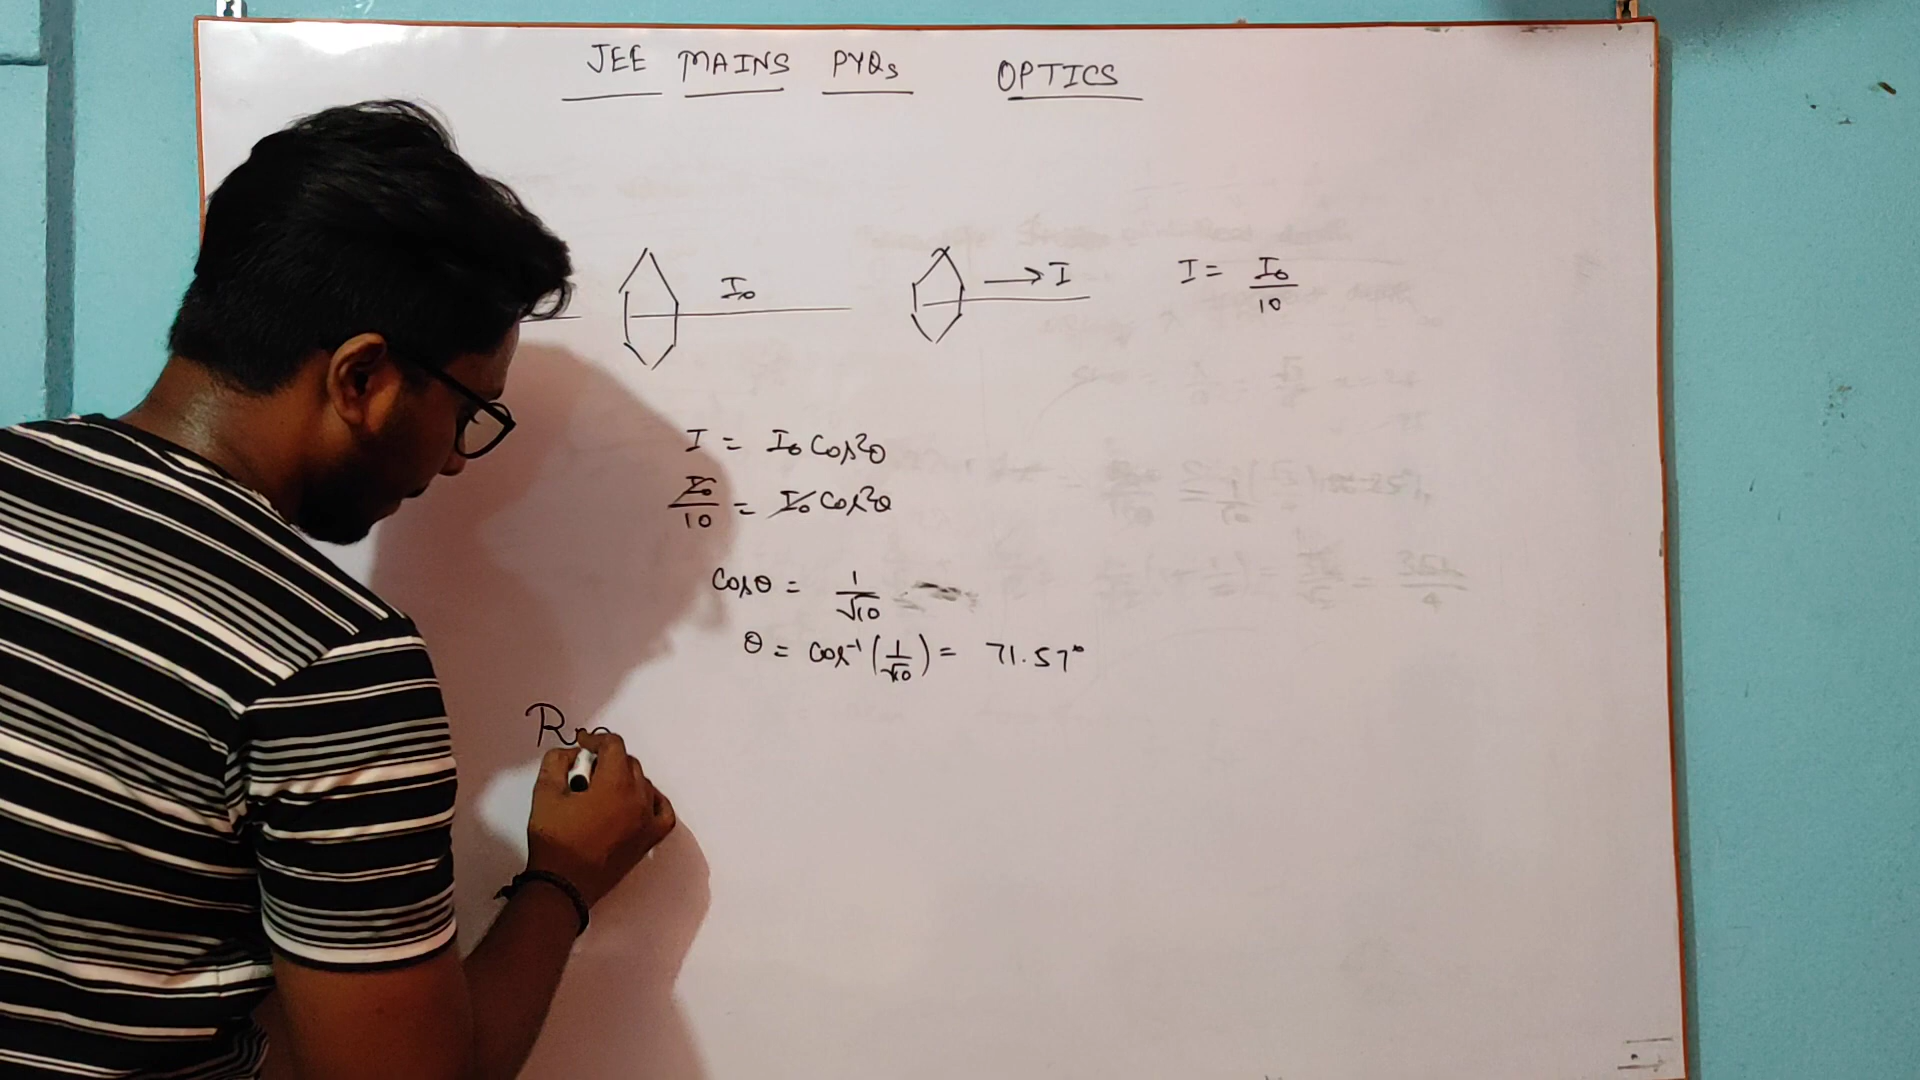 JEE MAINS PYQs OPTICS
I₀ → I I = I₀/10
I = I₀ Cos²θ
I₀/10 = I₀ Cos²θ
Cosθ = 1/√10
θ = cos⁻¹(1/√10) = 71.57°